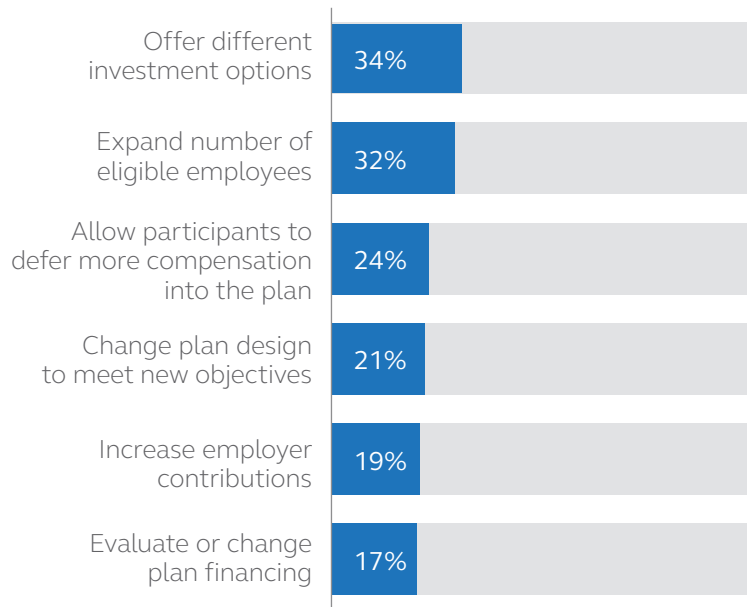 Offer different
investment options
34%
Expand number of
eligible employees
32%
Allow participants to
defer more compensation
into the plan
24%
Change plan design
to meet new objectives
21%
Increase employer
contributions
19%
Evaluate or change
plan financing
17%